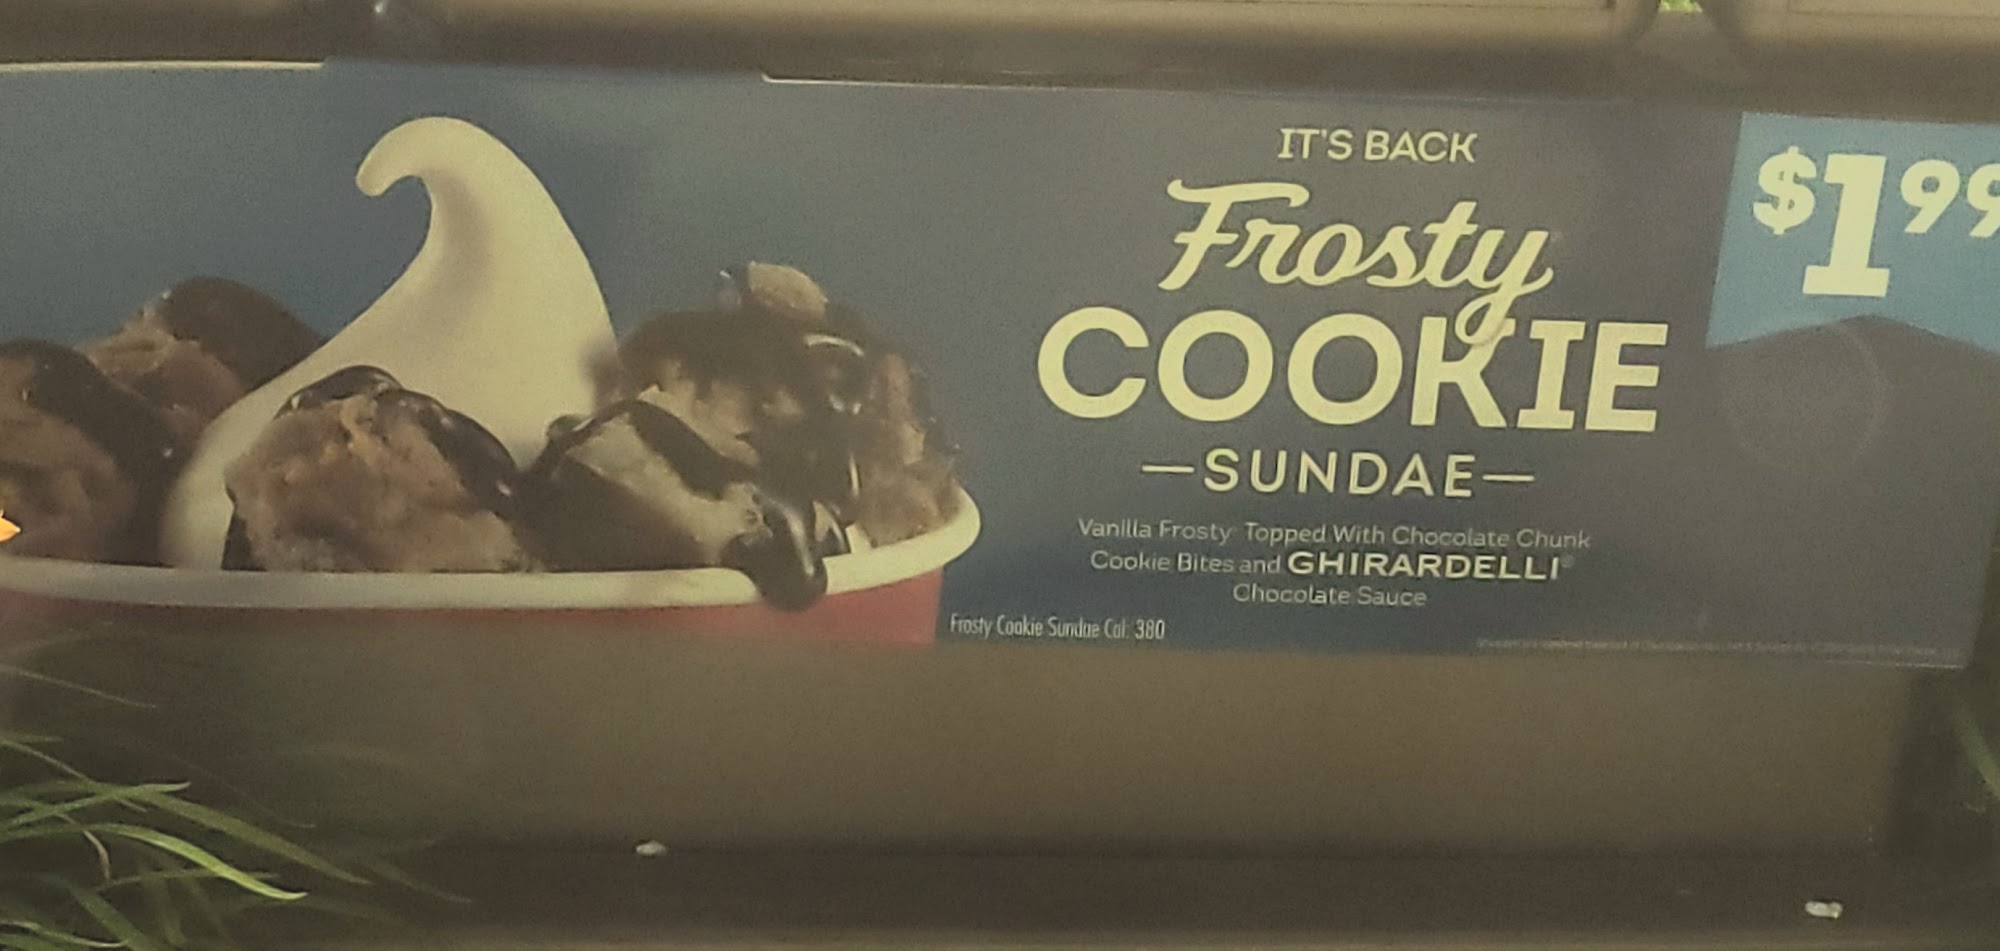 IT'S BACK
Frosty
COOKIE
—SUNDAE—
$1.99
Vanilla Frosty Topped With Chocolate Chunk
Cookie Bites and GHIRARDELLI®
Chocolate Sauce
Frosty Cookie Sundae Cal: 380